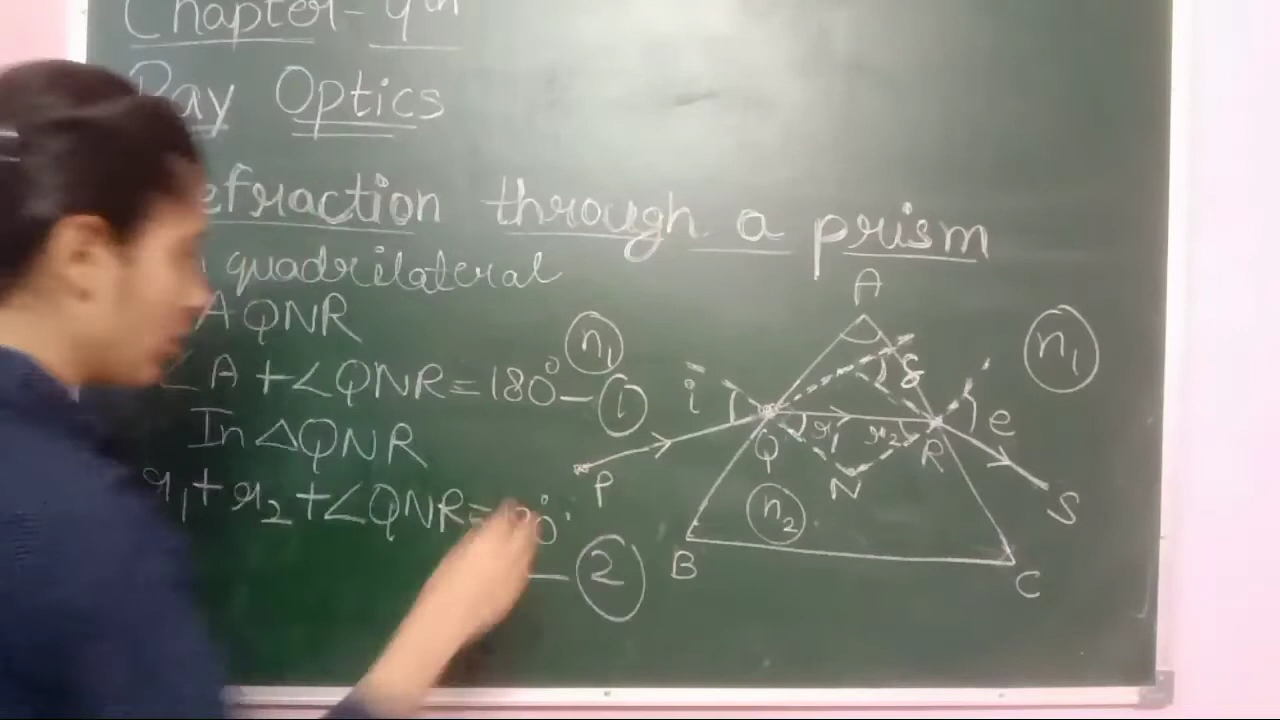 Chapter-9th
Ray Optics
efraction through a prism
quadrilateral
AQNR
∠A +∠QNR=180° — 1
In △QNR
r1+r2+∠QNR=180°
— 2
A
n1
n1
i
δ
e
Q
r1
r2
R
P
N
S
n2
B
C